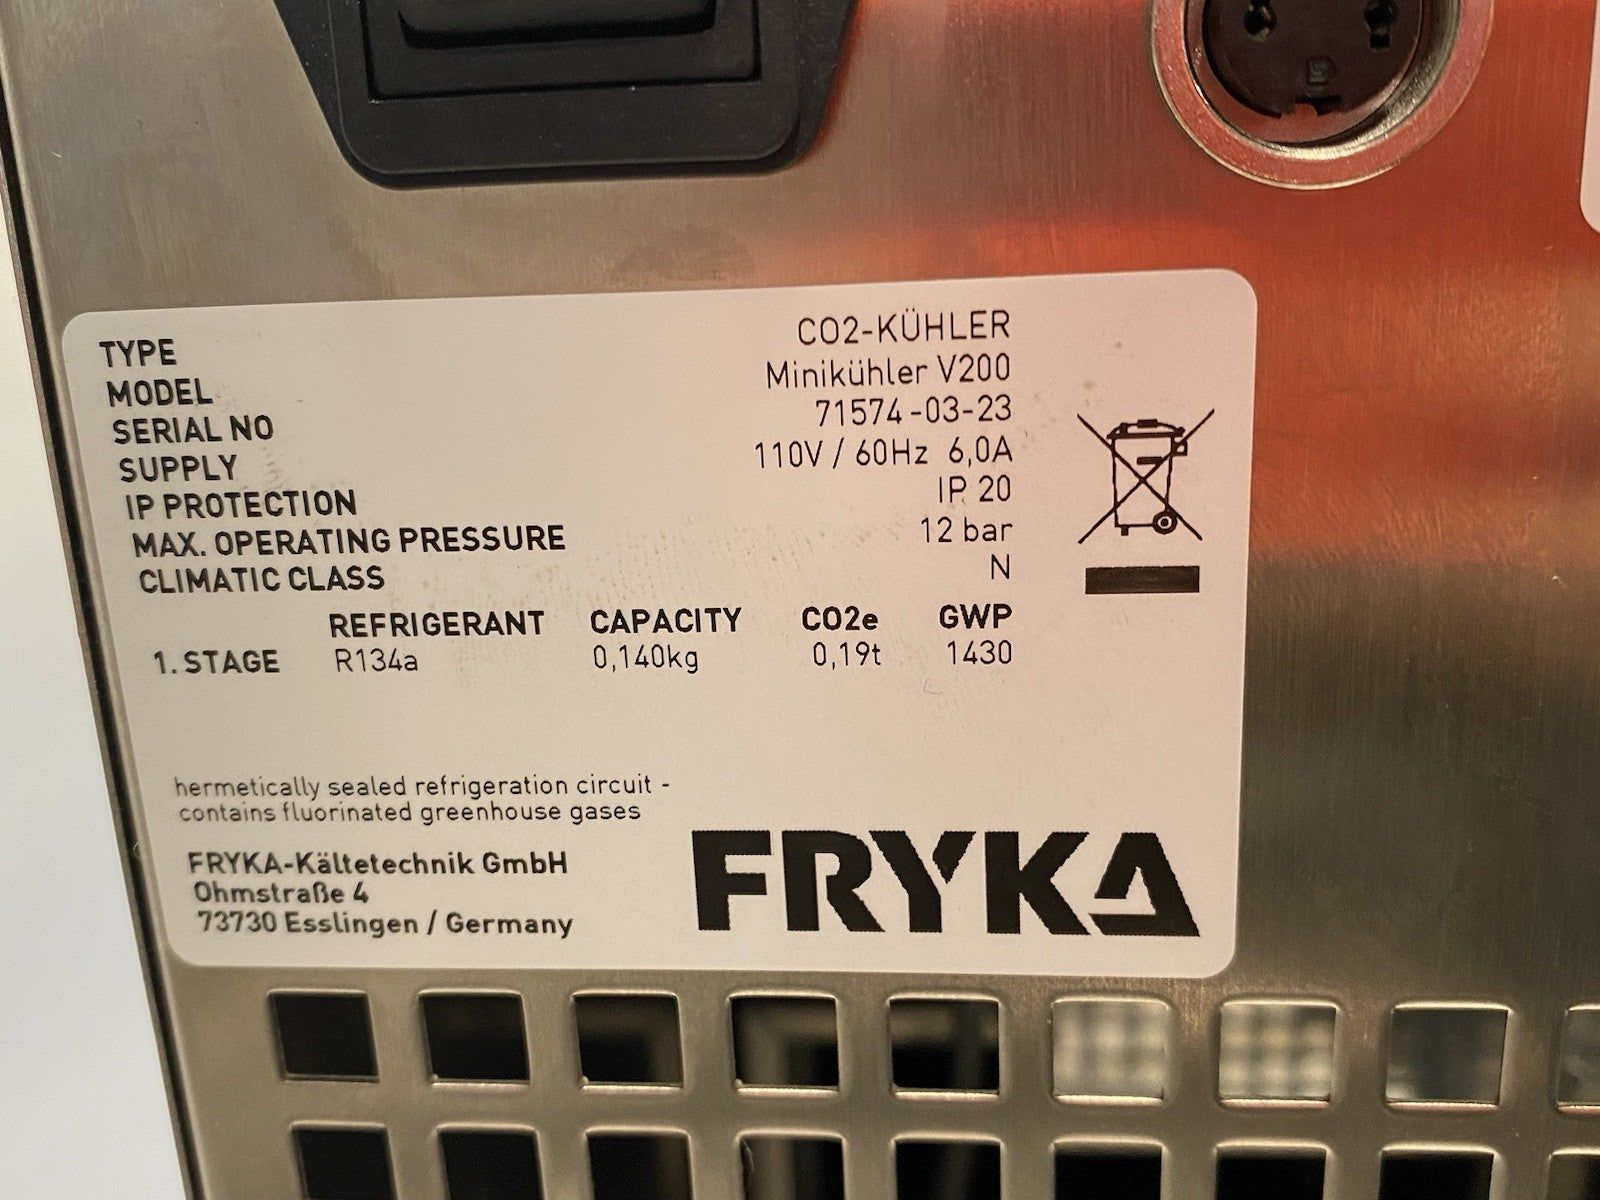 TYPE CO2-KÜHLER
MODEL Minikühler V200
SERIAL NO 71574-03-23
SUPPLY 110V / 60Hz 6,0A
IP PROTECTION IP 20
MAX. OPERATING PRESSURE 12 bar
CLIMATIC CLASS N
REFRIGERANT CAPACITY CO2e GWP
1. STAGE R134a 0,140kg 0,19t 1430
hermetically sealed refrigeration circuit -
contains fluorinated greenhouse gases
FRYKA-Kältetechnik GmbH
Ohmstraße 4
73730 Esslingen / Germany
FRYKA